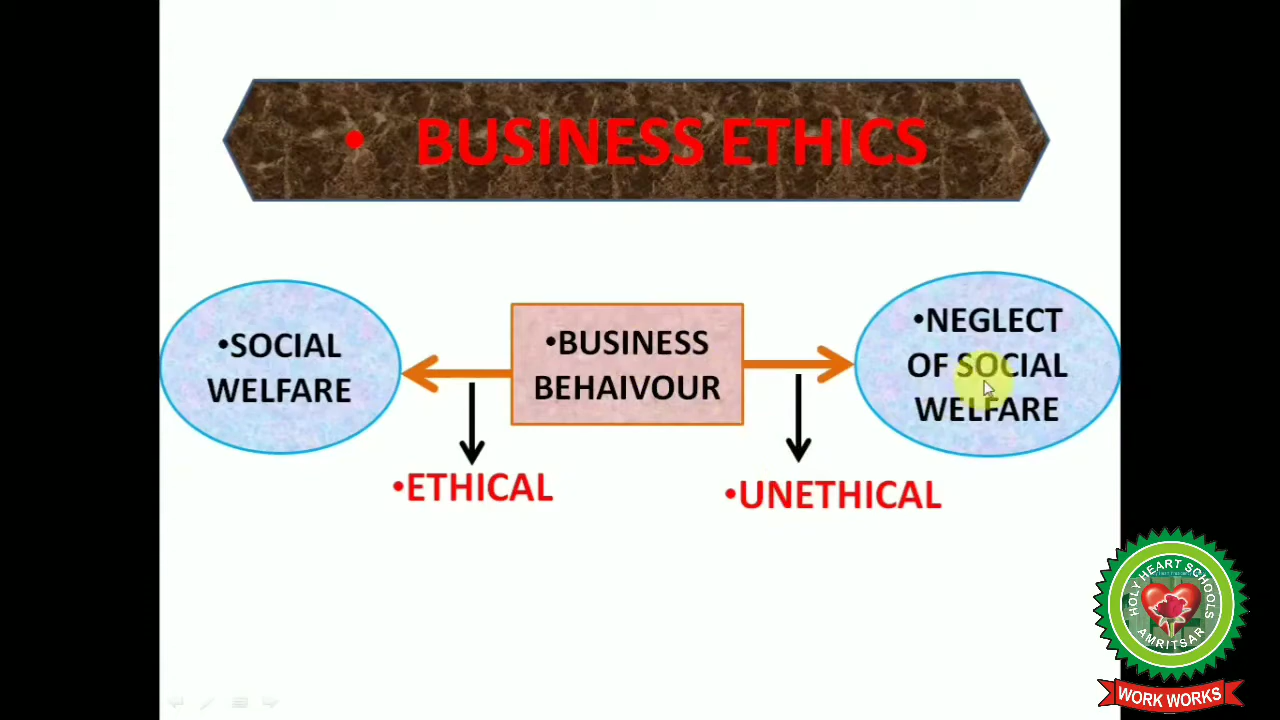 • BUSINESS ETHICS
•SOCIAL
WELFARE
•BUSINESS
BEHAIVOUR
•NEGLECT
OF SOCIAL
WELFARE
•ETHICAL
•UNETHICAL
HOLY HEART SCHOOLS
AMRITSAR
WORK WORKS